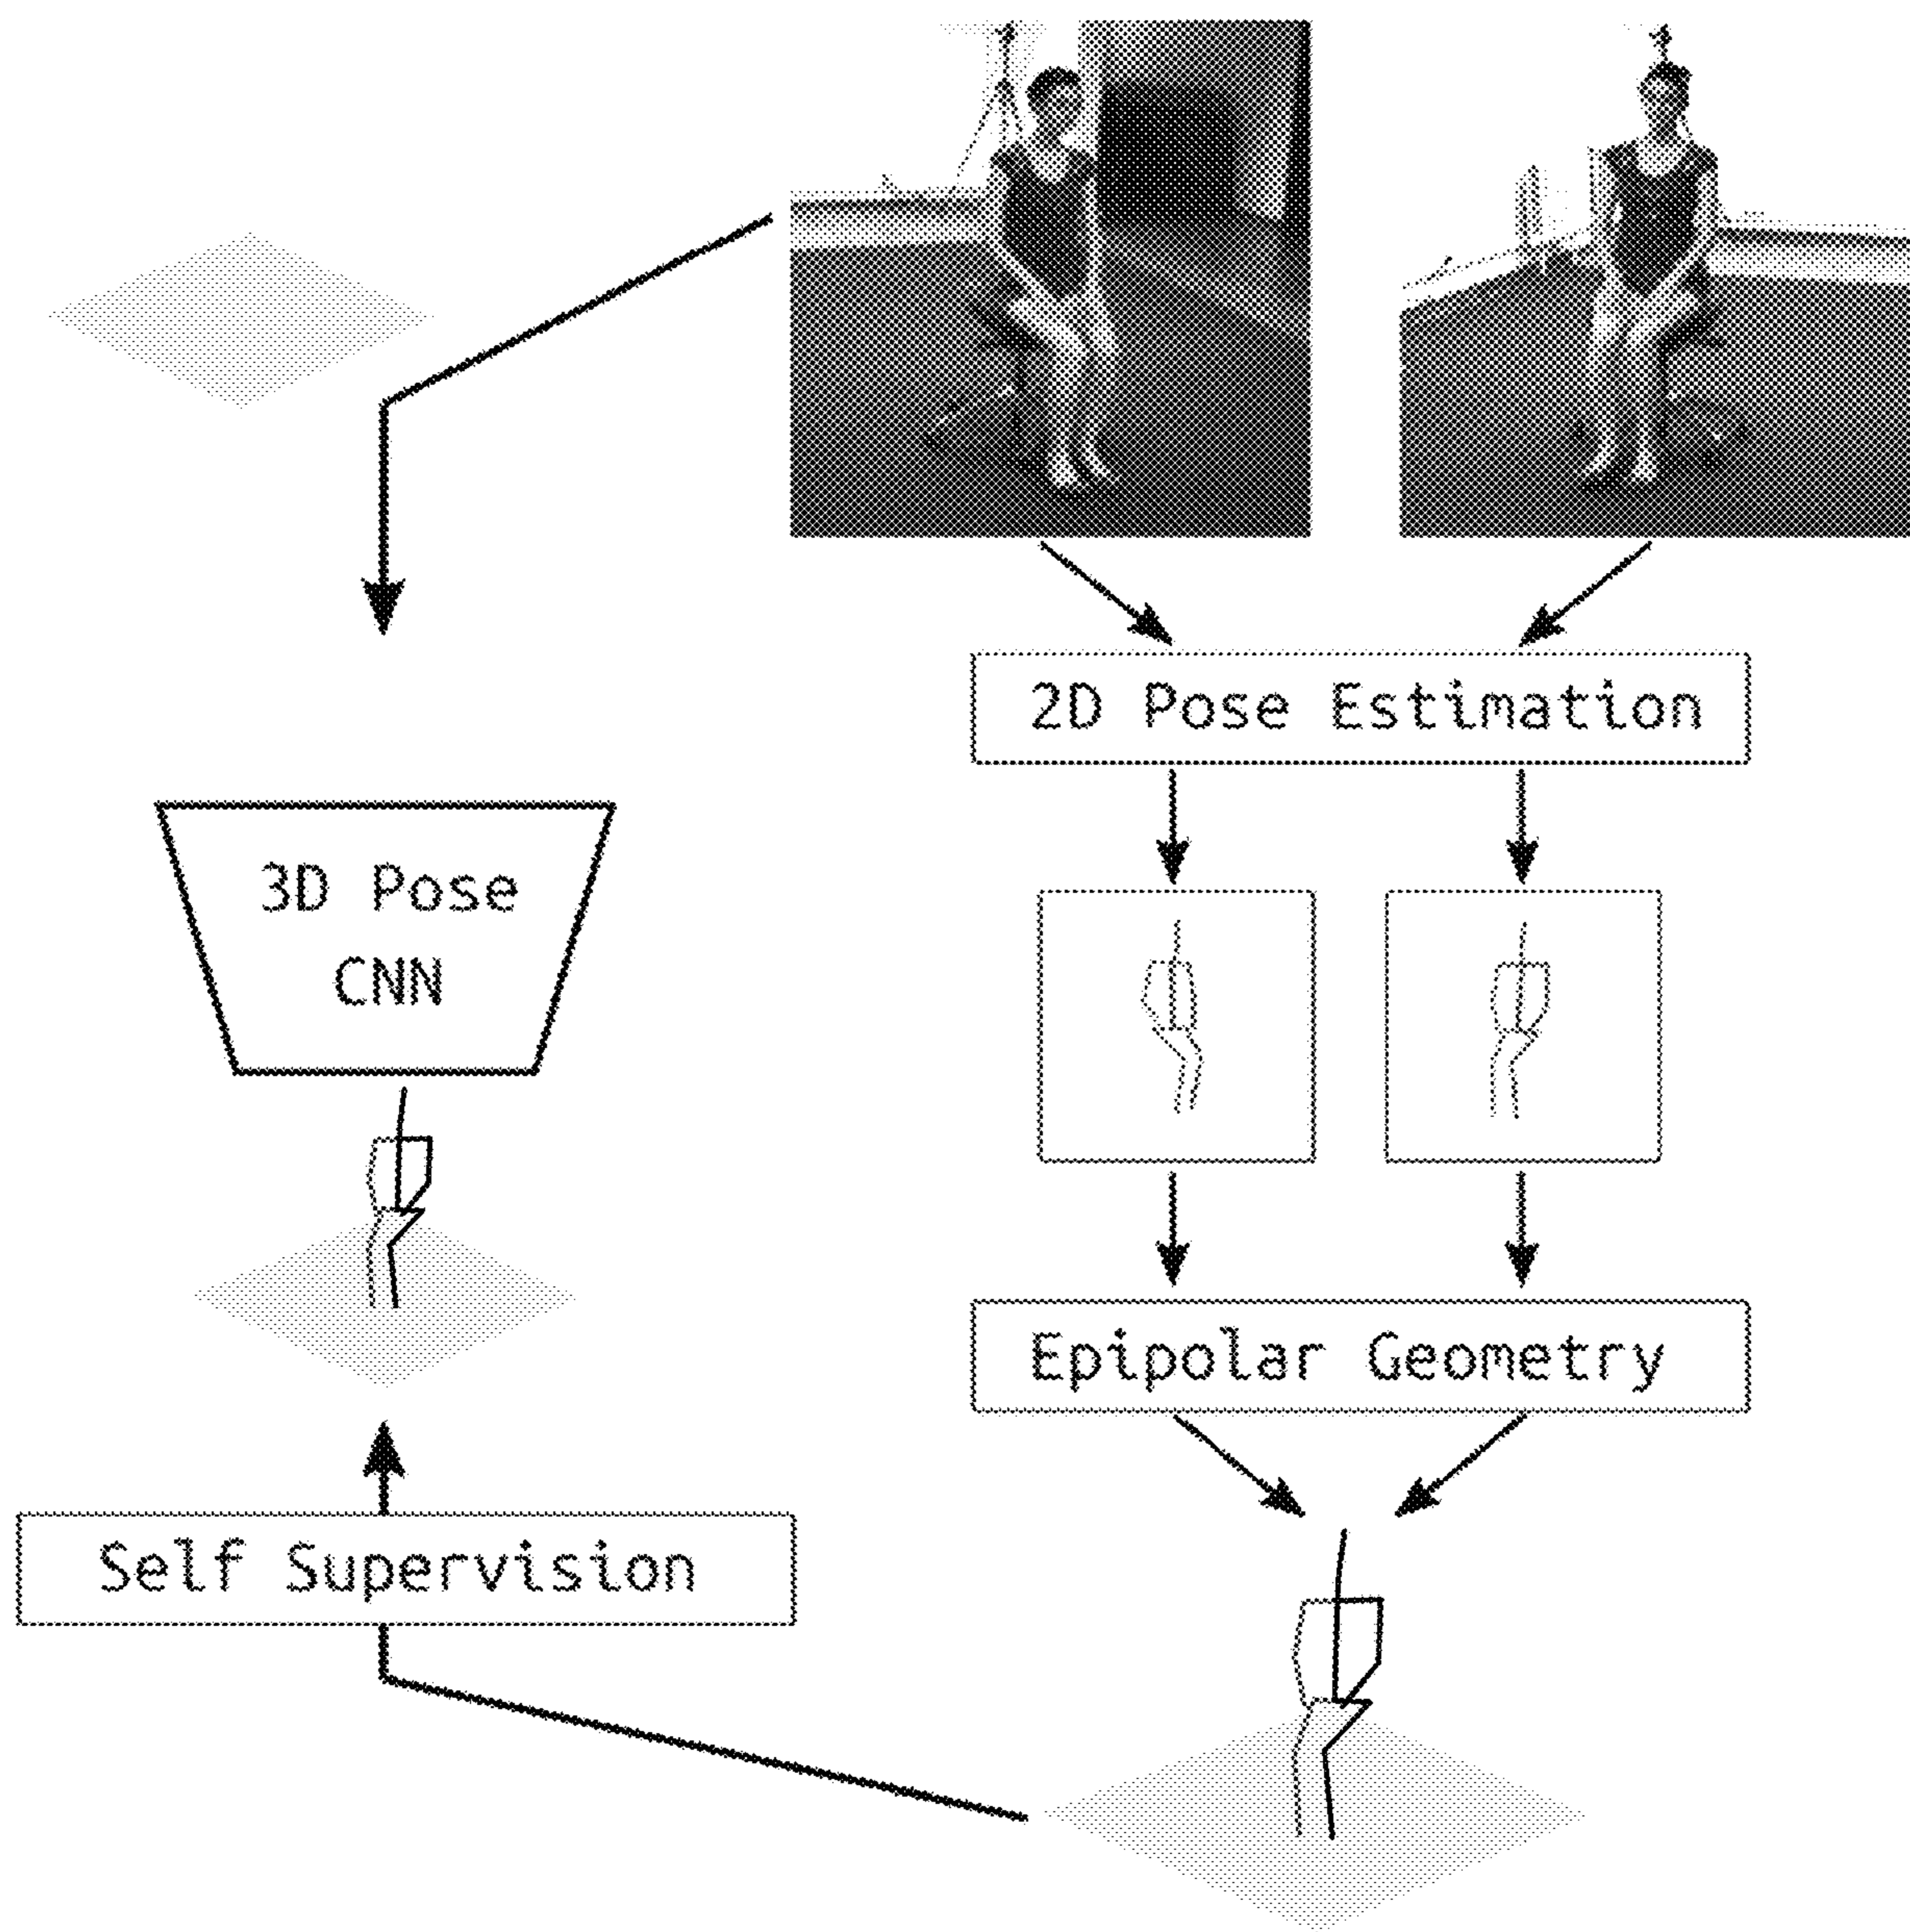 2D Pose Estimation
3D Pose
CNN
Epipolar Geometry
Self Supervision